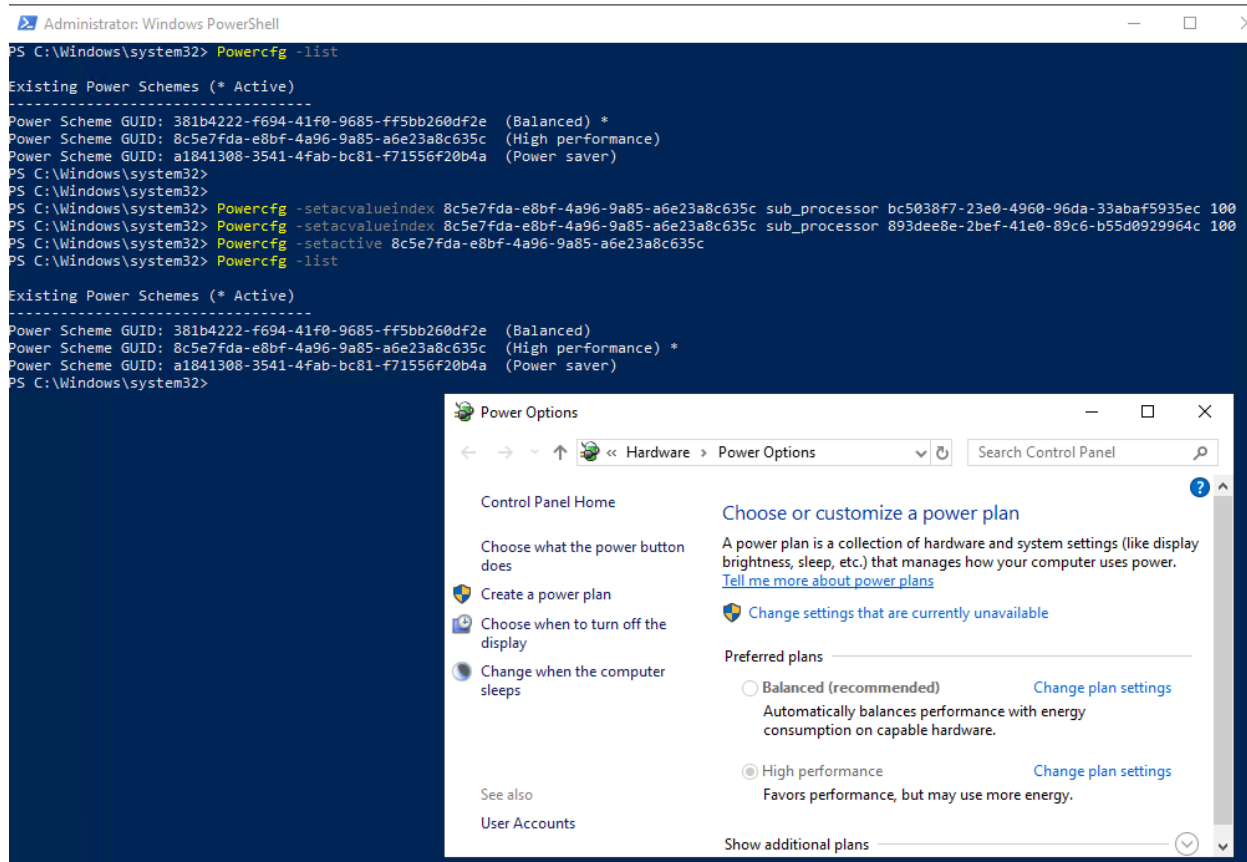 Administrator: Windows PowerShell
PS C:\Windows\system32> Powercfg -list
Existing Power Schemes (* Active)
-----------------------------------
Power Scheme GUID: 381b4222-f694-41f0-9685-ff5bb260df2e  (Balanced) *
Power Scheme GUID: 8c5e7fda-e8bf-4a96-9a85-a6e23a8c635c  (High performance)
Power Scheme GUID: a1841308-3541-4fab-bc81-f71556f20b4a  (Power saver)
PS C:\Windows\system32>
PS C:\Windows\system32>
PS C:\Windows\system32> Powercfg -setacvalueindex 8c5e7fda-e8bf-4a96-9a85-a6e23a8c635c sub_processor bc5038f7-23e0-4960-96da-33abaf5935ec 100
PS C:\Windows\system32> Powercfg -setacvalueindex 8c5e7fda-e8bf-4a96-9a85-a6e23a8c635c sub_processor 893dee8e-2bef-41e0-89c6-b55d0929964c 100
PS C:\Windows\system32> Powercfg -setactive 8c5e7fda-e8bf-4a96-9a85-a6e23a8c635c
PS C:\Windows\system32> Powercfg -list
Existing Power Schemes (* Active)
-----------------------------------
Power Scheme GUID: 381b4222-f694-41f0-9685-ff5bb260df2e  (Balanced)
Power Scheme GUID: 8c5e7fda-e8bf-4a96-9a85-a6e23a8c635c  (High performance) *
Power Scheme GUID: a1841308-3541-4fab-bc81-f71556f20b4a  (Power saver)
PS C:\Windows\system32>
Power Options
« Hardware > Power Options
Search Control Panel
Control Panel Home
Choose what the power button
does
Create a power plan
Choose when to turn off the
display
Change when the computer
sleeps
See also
User Accounts
Choose or customize a power plan
A power plan is a collection of hardware and system settings (like display
brightness, sleep, etc.) that manages how your computer uses power.
Tell me more about power plans
Change settings that are currently unavailable
Preferred plans
Balanced (recommended) Change plan settings
Automatically balances performance with energy
consumption on capable hardware.
High performance Change plan settings
Favors performance, but may use more energy.
Show additional plans